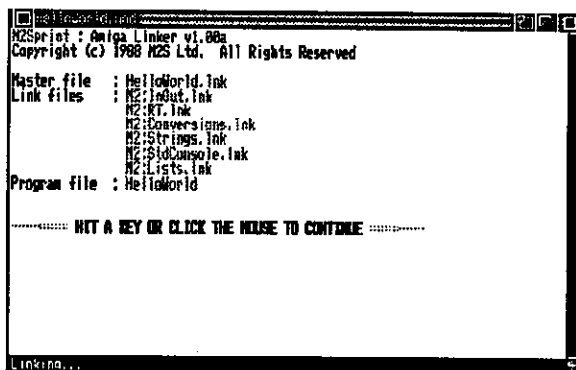 M2Sprint : Amiga Linker v1.00a
Copyright (c) 1988 M2S Ltd. All Rights Reserved
Master file : HelloWorld.lnk
Link files : M2:InOut.lnk
M2:RT.lnk
M2:Conversions.lnk
M2:Strings.lnk
M2:StdConsole.lnk
M2:Lists.lnk
Program file : HelloWorld
HIT A KEY OR CLICK THE MOUSE TO CONTINUE
Linking...